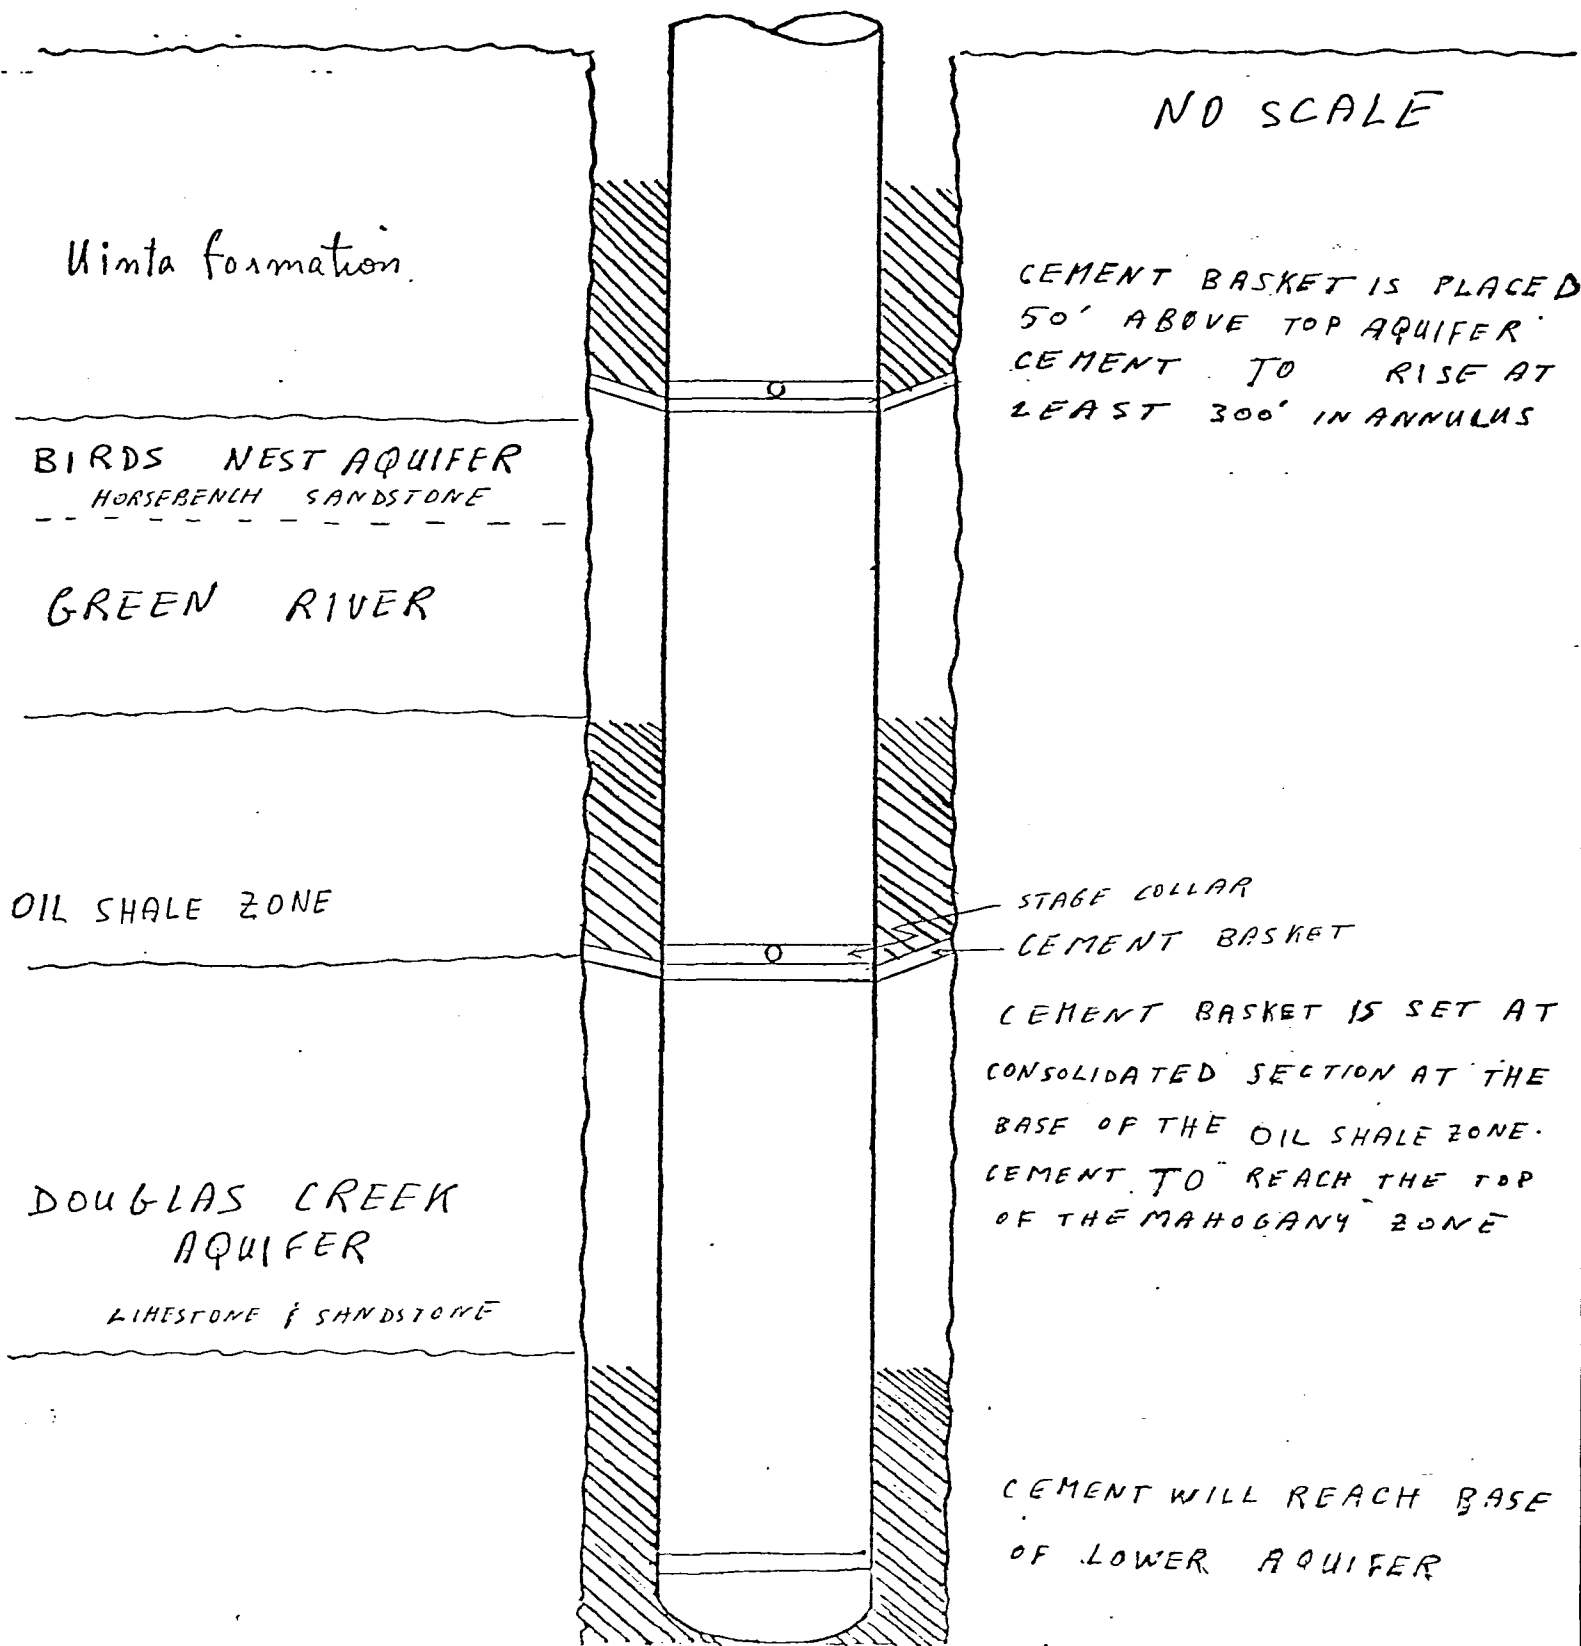 NO SCALE
Uinta formation.
CEMENT BASKET IS PLACED
50' ABOVE TOP AQUIFER
CEMENT TO RISE AT
LEAST 300' IN ANNULUS
BIRDS NEST AQUIFER
HORSEBENCH SANDSTONE
GREEN RIVER
OIL SHALE ZONE
STAGE COLLAR
CEMENT BASKET
CEMENT BASKET IS SET AT
CONSOLIDATED SECTION AT THE
BASE OF THE OIL SHALE ZONE.
CEMENT TO REACH THE TOP
OF THE MAHOGANY ZONE
DOUGLAS CREEK
AQUIFER
LIMESTONE & SANDSTONE
CEMENT WILL REACH BASE
OF LOWER AQUIFER